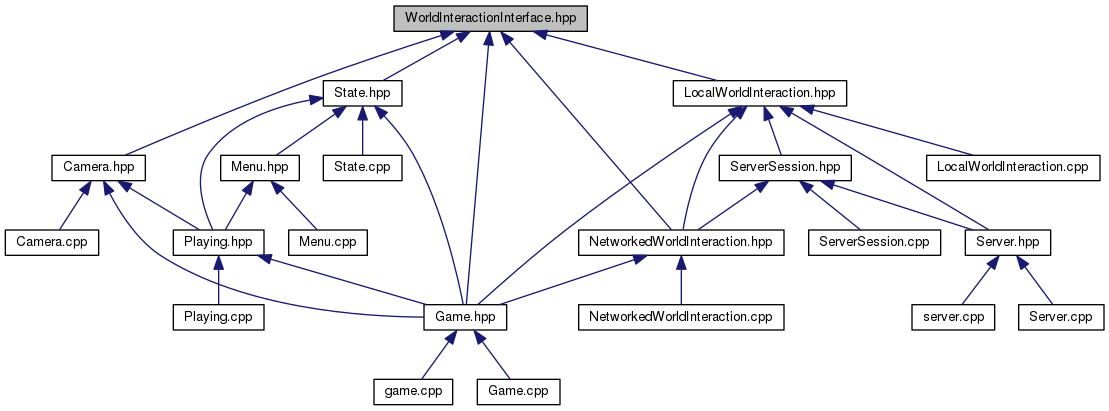 WorldInteractionInterface.hpp
State.hpp
LocalWorldInteraction.hpp
Camera.hpp
Menu.hpp
State.cpp
ServerSession.hpp
LocalWorldInteraction.cpp
Camera.cpp
Playing.hpp
Menu.cpp
NetworkedWorldInteraction.hpp
ServerSession.cpp
Server.hpp
Playing.cpp
Game.hpp
NetworkedWorldInteraction.cpp
server.cpp
Server.cpp
game.cpp
Game.cpp